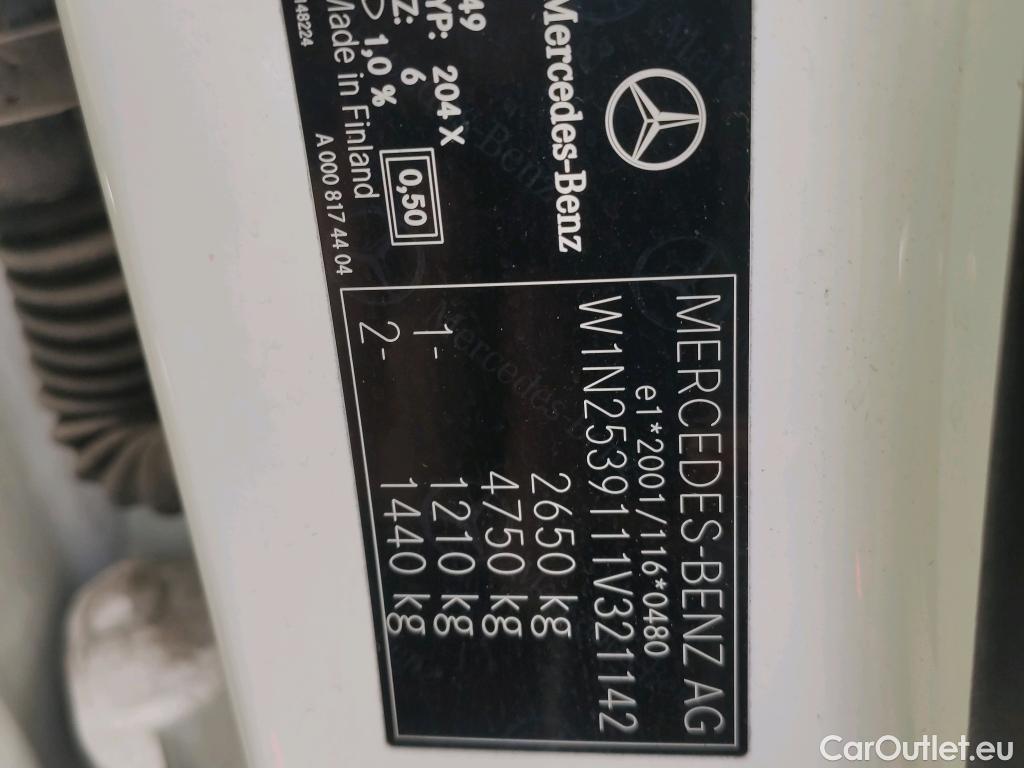 MERCEDES-BENZ AG
e1*2001/116*0480
W1N2539111V321142
2650 kg
4750 kg
1- 1210 kg
2- 1440 kg
Mercedes-Benz
49
YP: 204 X
Z: 6
1,0 % 0,50
Made in Finland
148224 A 000 817 44 04
CarOutlet.eu